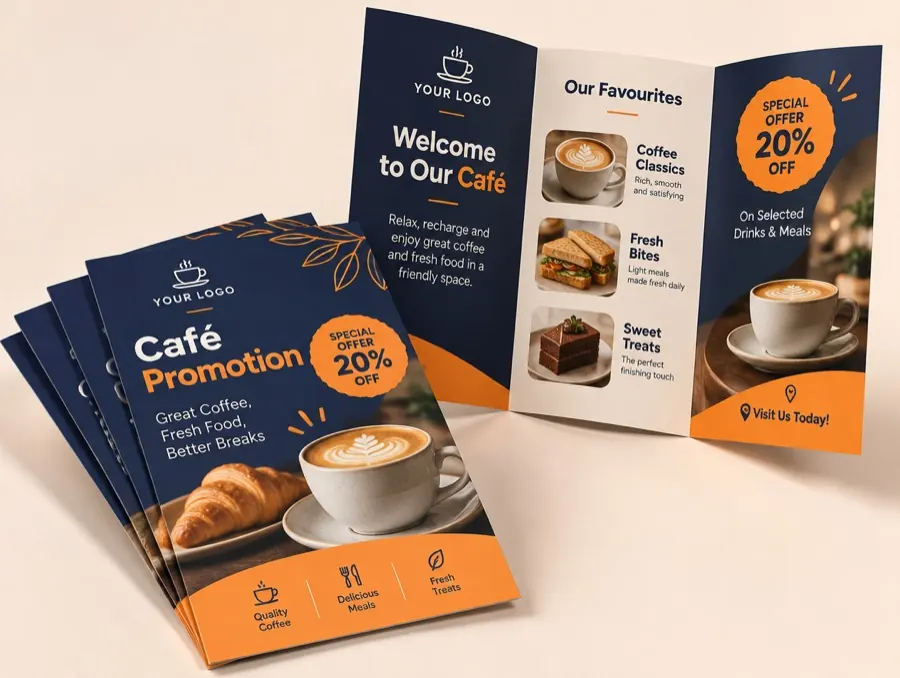 YOUR LOGO
Café
Promotion
SPECIAL
OFFER
20%
OFF
Great Coffee,
Fresh Food,
Better Breaks
Quality
Coffee
Delicious
Meals
Fresh
Treats
YOUR LOGO
Welcome
to Our Café
Relax, recharge and
enjoy great coffee
and fresh food in a
friendly space.
Our Favourites
Coffee
Classics
Rich, smooth
and satisfying
Fresh
Bites
Light meals
made fresh daily
Sweet
Treats
The perfect
finishing touch
SPECIAL
OFFER
20%
OFF
On Selected
Drinks & Meals
Visit Us Today!